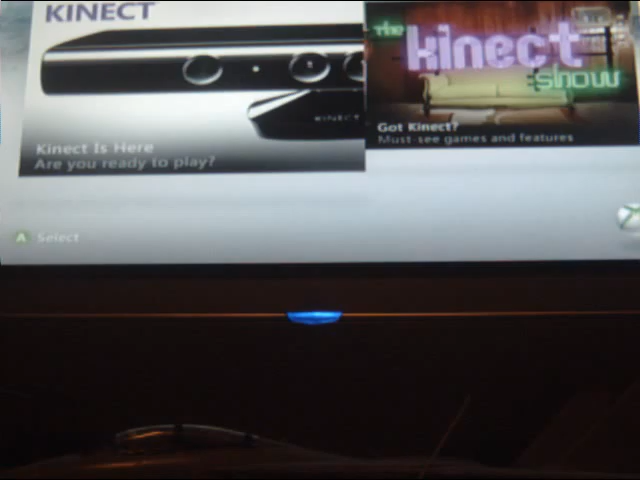 KINECT
The
kinect
show
KINECT
Kinect Is Here
Are you ready to play?
Got Kinect?
Must-see games and features
A Select